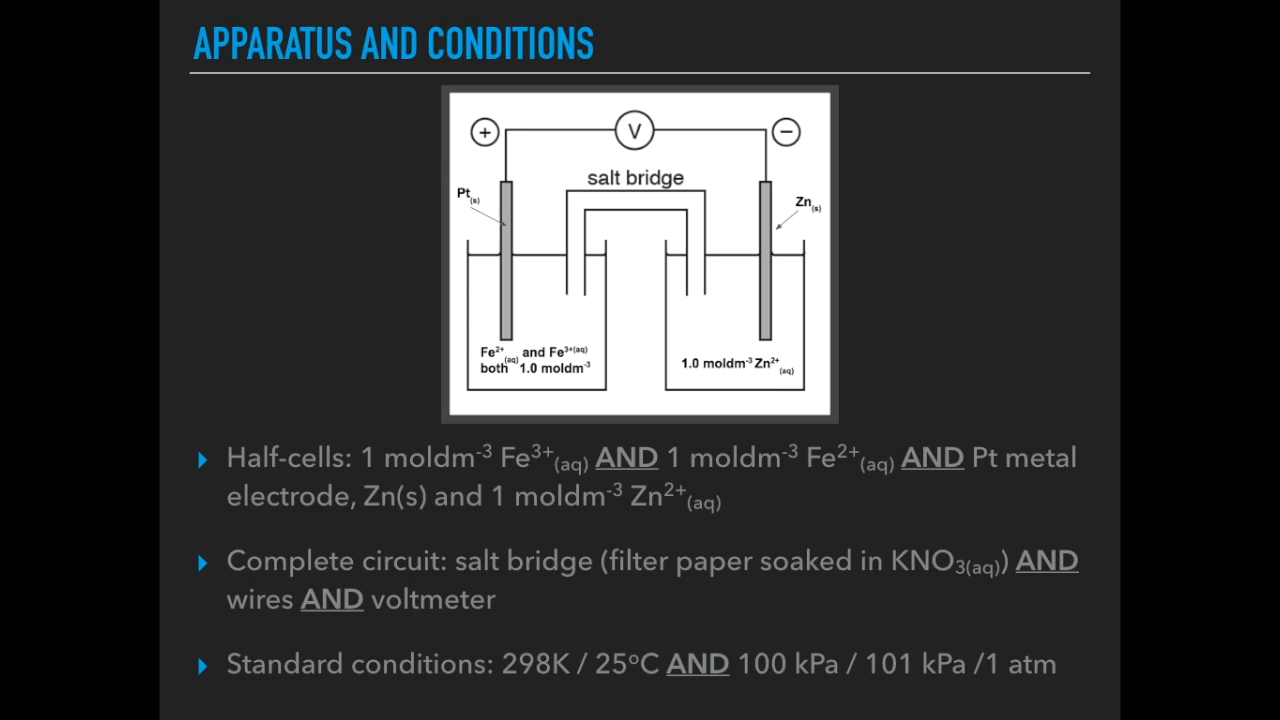 APPARATUS AND CONDITIONS
+ V −
salt bridge
Pt(s)
Zn(s)
Fe²⁺(aq) and Fe³⁺(aq)
both 1.0 moldm⁻³
1.0 moldm⁻³ Zn²⁺(aq)
Half-cells: 1 moldm⁻³ Fe³⁺(aq) AND 1 moldm⁻³ Fe²⁺(aq) AND Pt metal
electrode, Zn(s) and 1 moldm⁻³ Zn²⁺(aq)
Complete circuit: salt bridge (filter paper soaked in KNO₃(aq)) AND
wires AND voltmeter
Standard conditions: 298K / 25°C AND 100 kPa / 101 kPa /1 atm